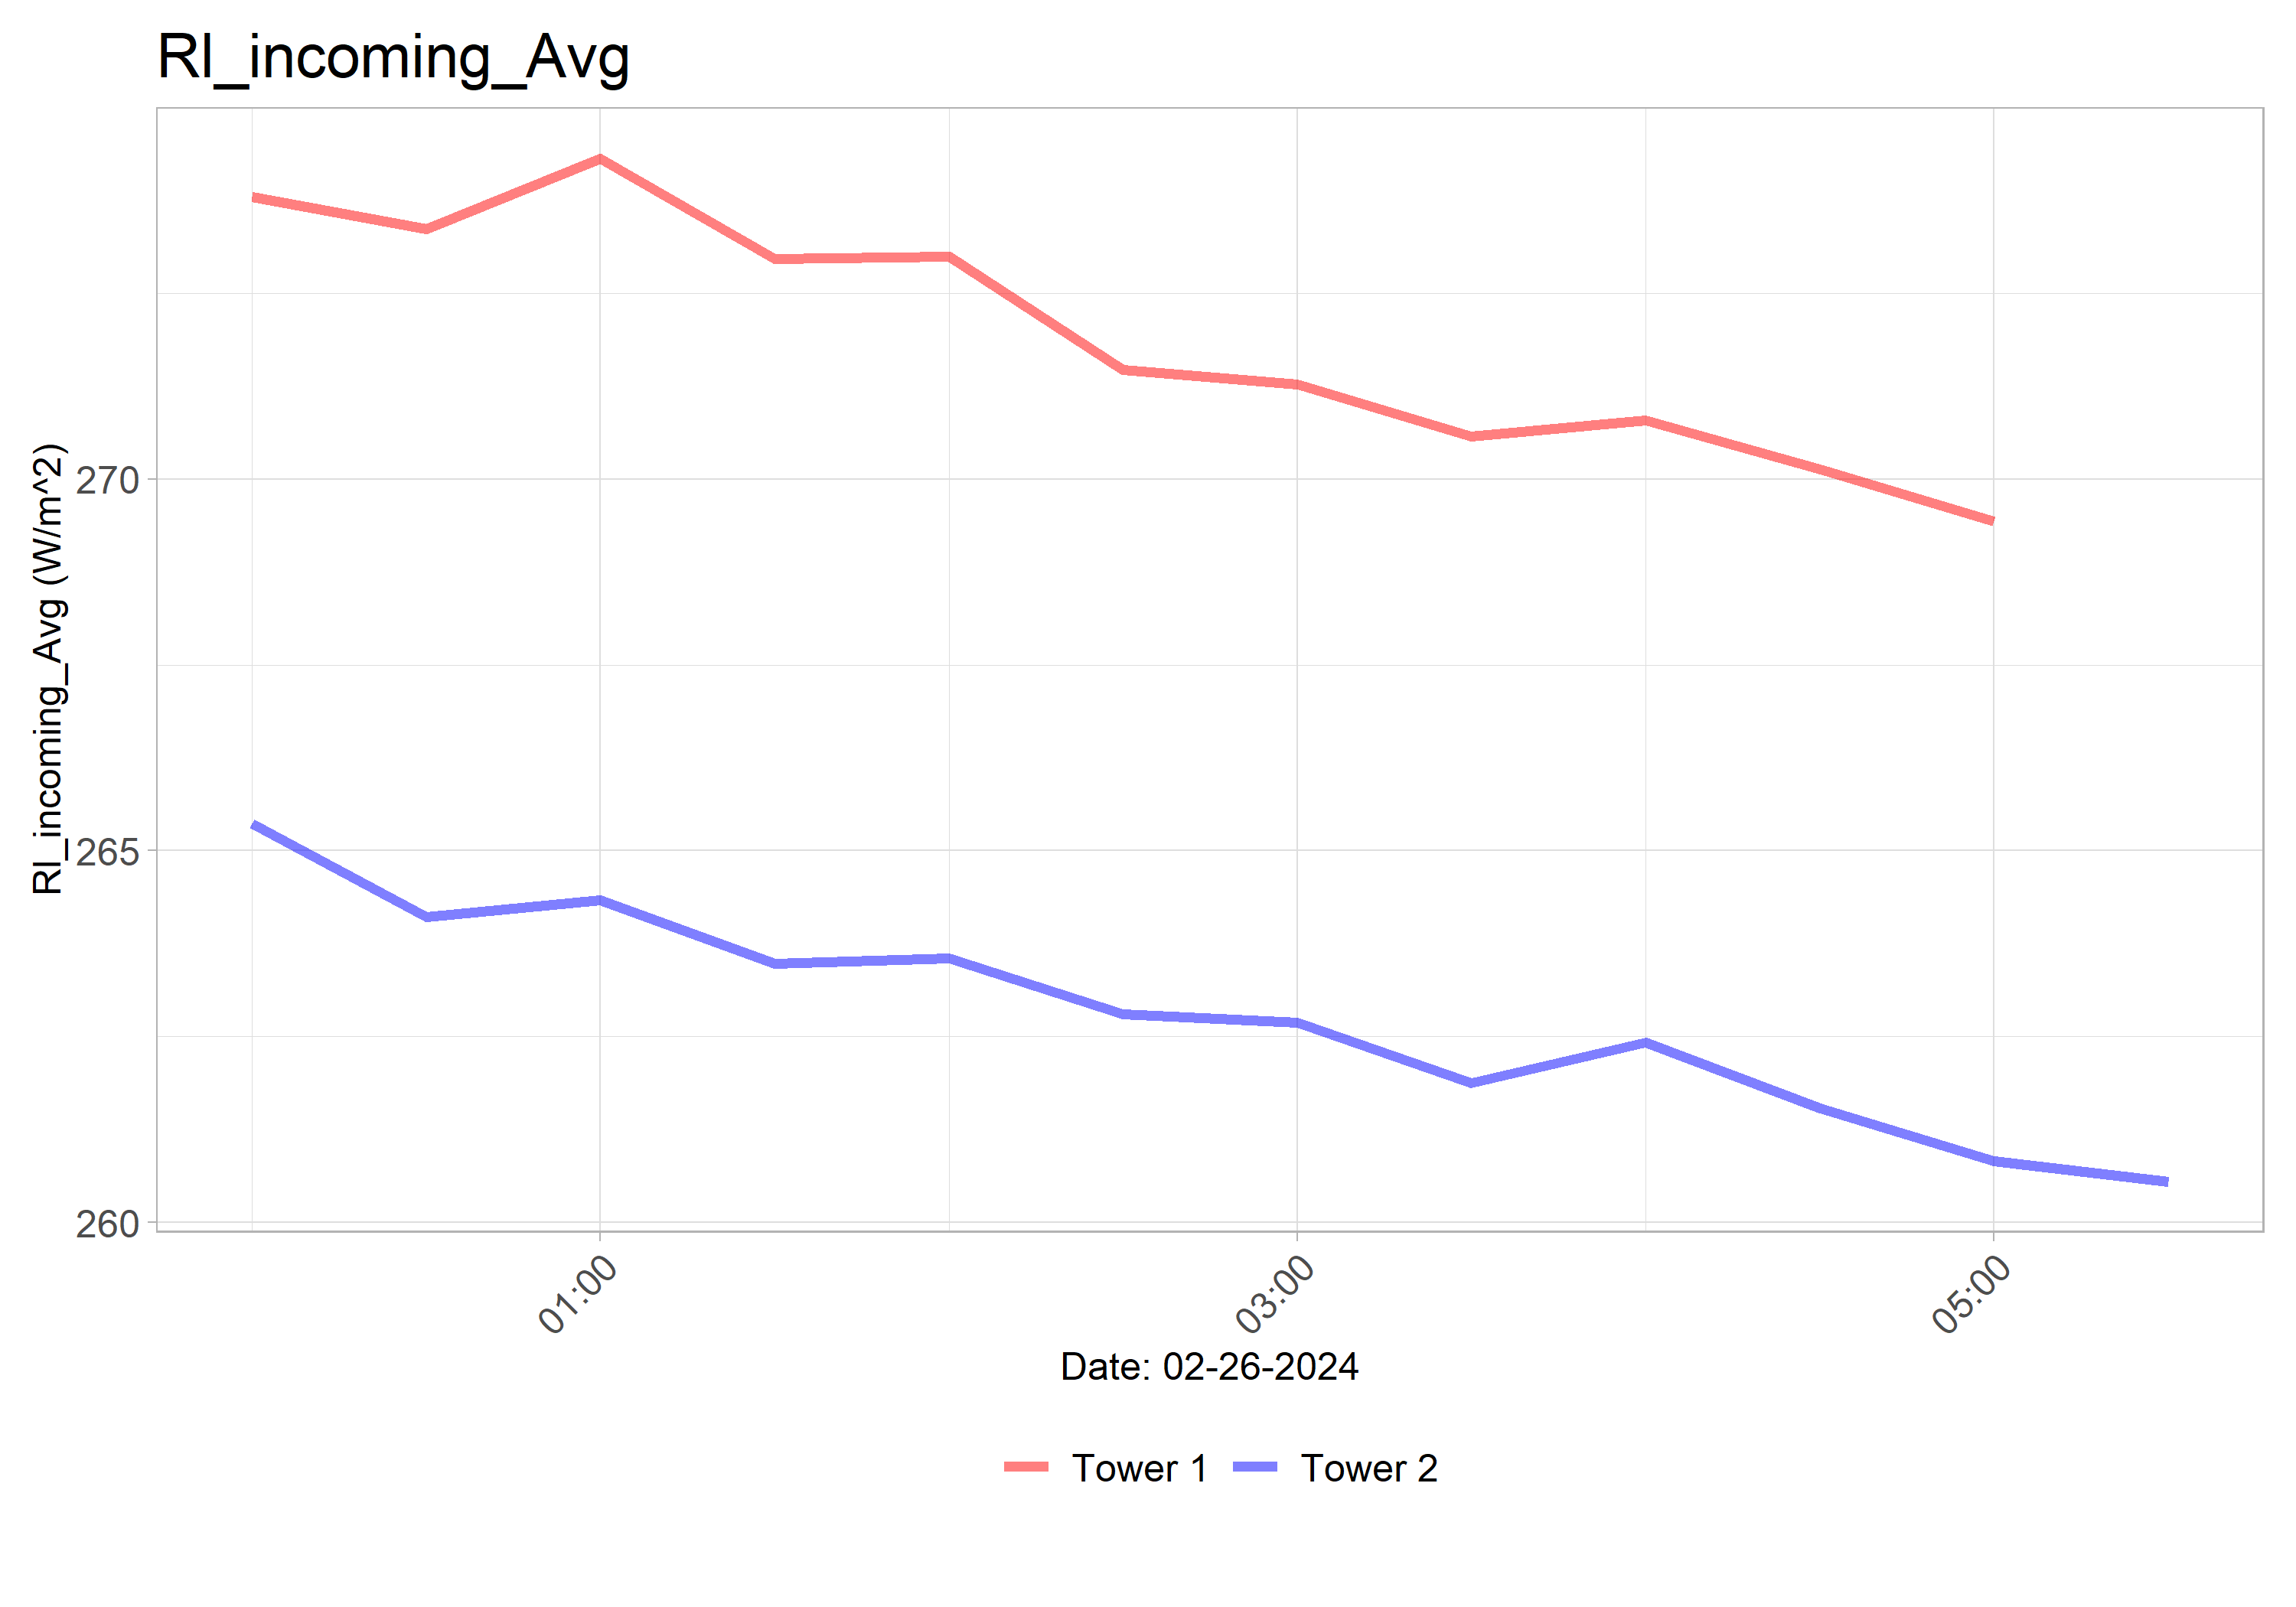 Rl_incoming_Avg
Rl_incoming_Avg (W/m^2)
270
265
260
01:00
03:00
05:00
Date: 02-26-2024
Tower 1
Tower 2